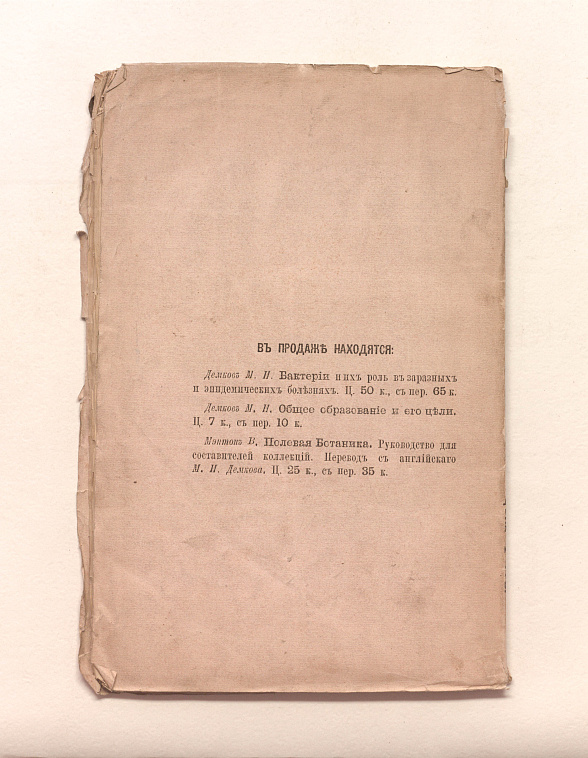 ВЪ ПРОДАЖѢ НАХОДЯТСЯ:
Демковъ М. И. Бактеріи и ихъ роль въ заразныхъ
и эпидемическихъ болѣзняхъ. Ц. 50 к., съ пер. 65 к.
Демковъ М. И. Общее образованіе и его цѣли.
Ц. 7 к., съ пер. 10 к.
Мэнтонъ В. Полевая Ботаника. Руководство для
составителей коллекцій. Переводъ съ англійскаго
М. И. Демкова. Ц. 25 к., съ пер. 35 к.